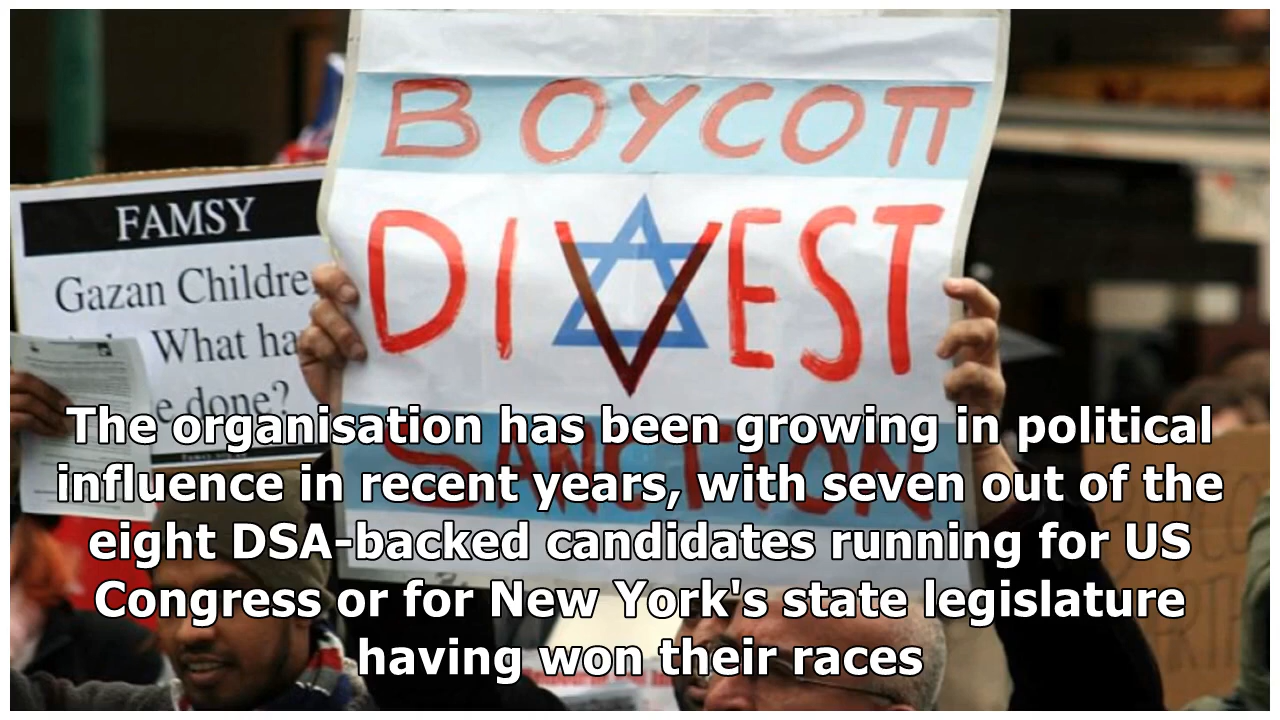 BOYCOTT
DIVEST
SANCTION
FAMSY
Gazan Childre
What ha
e done?
The organisation has been growing in political
influence in recent years, with seven out of the
eight DSA-backed candidates running for US
Congress or for New York's state legislature
having won their races